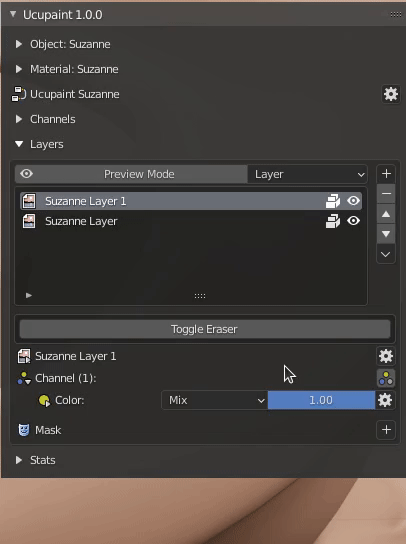 Ucupaint 1.0.0
Object: Suzanne
Material: Suzanne
Ucupaint Suzanne
Channels
Layers
Preview Mode Layer
Suzanne Layer 1
Suzanne Layer
Toggle Eraser
Suzanne Layer 1
Channel (1):
Color: Mix 1.00
Mask
Stats